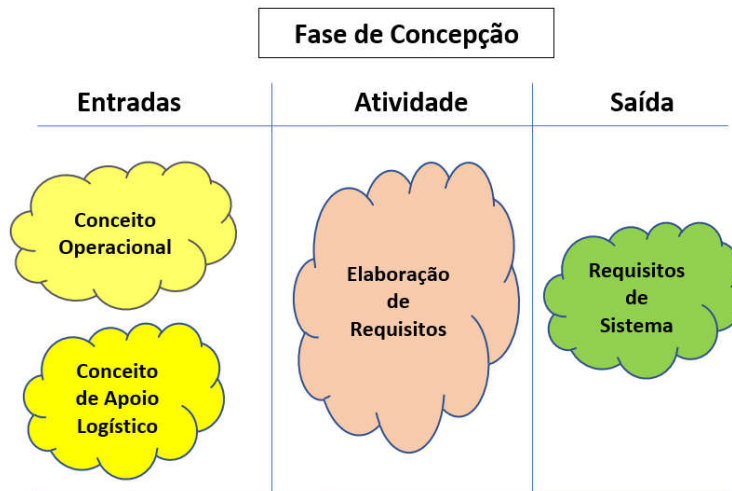 Fase de Concepção
Entradas
Atividade
Saída
Conceito
Operacional
Conceito
de Apoio
Logístico
Elaboração
de
Requisitos
Requisitos
de
Sistema